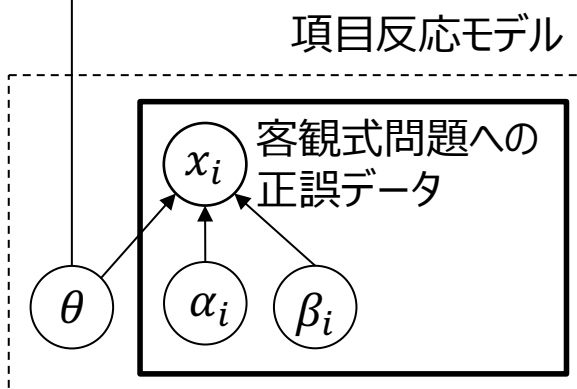 項目反応モデル
客観式問題への
正誤データ
x_i
θ
α_i
β_i